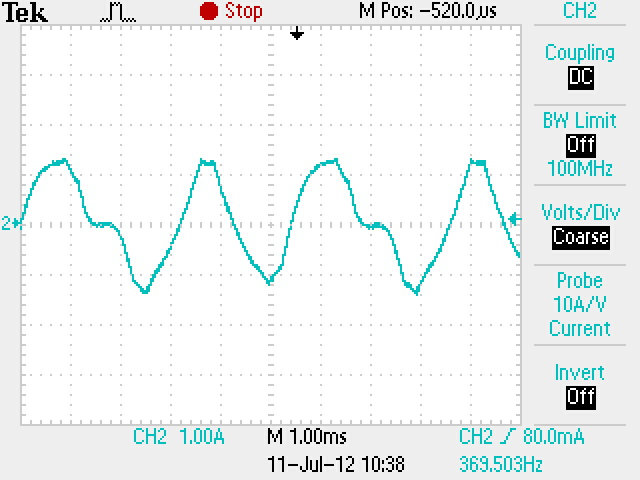 Tek Stop M Pos: -520.0µs CH2
Coupling
DC
BW Limit
Off
100MHz
2
Volts/Div
Coarse
Probe
10A/V
Current
Invert
Off
CH2 1.00A M 1.00ms CH2 80.0mA
11-Jul-12 10:38 369.503Hz